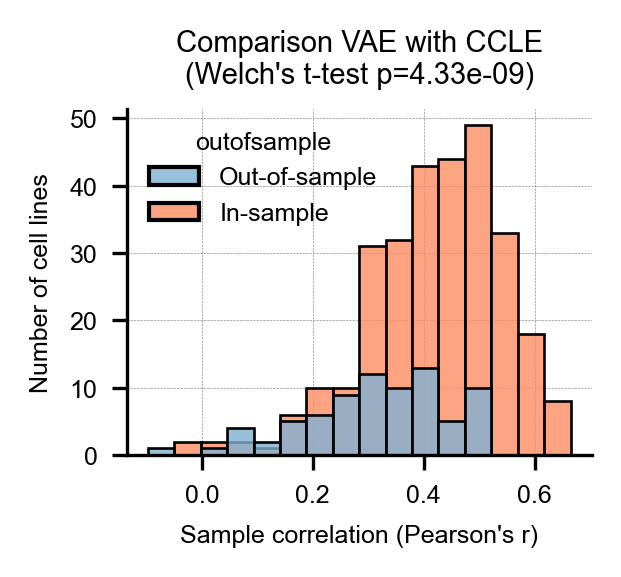 Comparison VAE with CCLE
(Welch's t-test p=4.33e-09)
50
40
30
20
10
0
Number of cell lines
outofsample
Out-of-sample
In-sample
0.0 0.2 0.4 0.6
Sample correlation (Pearson's r)